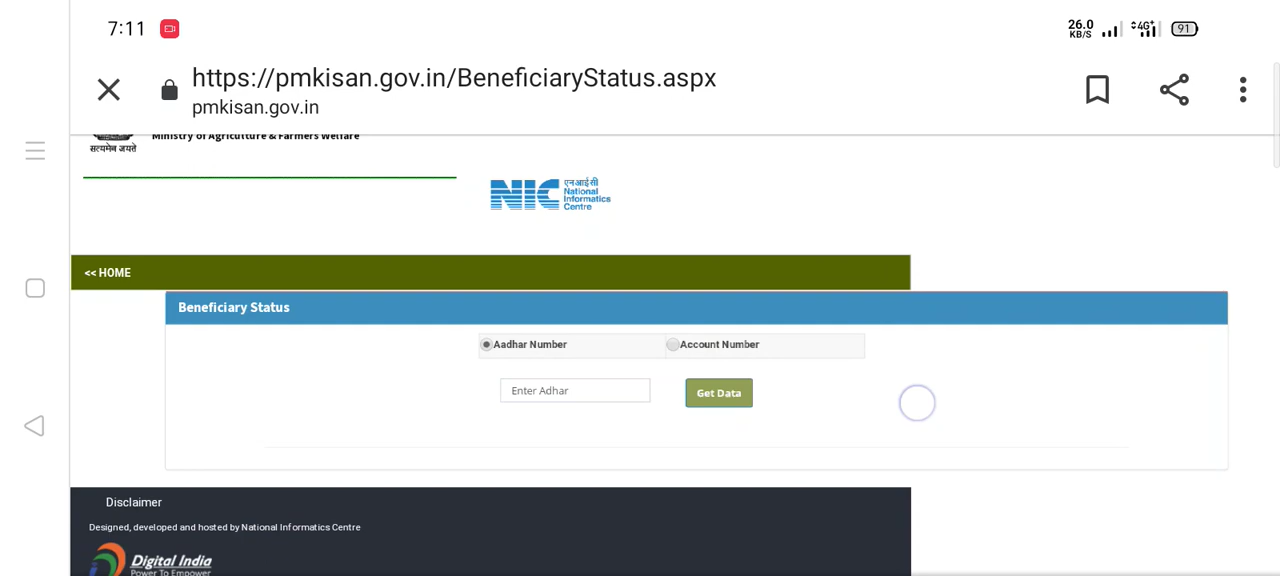 7:11
26.0
KB/S
4G+
91
https://pmkisan.gov.in/BeneficiaryStatus.aspx
pmkisan.gov.in
Ministry of Agriculture & Farmers Welfare
सत्यमेव जयते
NIC
एनआईसी
National
Informatics
Centre
<< HOME
Beneficiary Status
Aadhar Number
Account Number
Enter Adhar
Get Data
Disclaimer
Designed, developed and hosted by National Informatics Centre
Digital India
Power To Empower